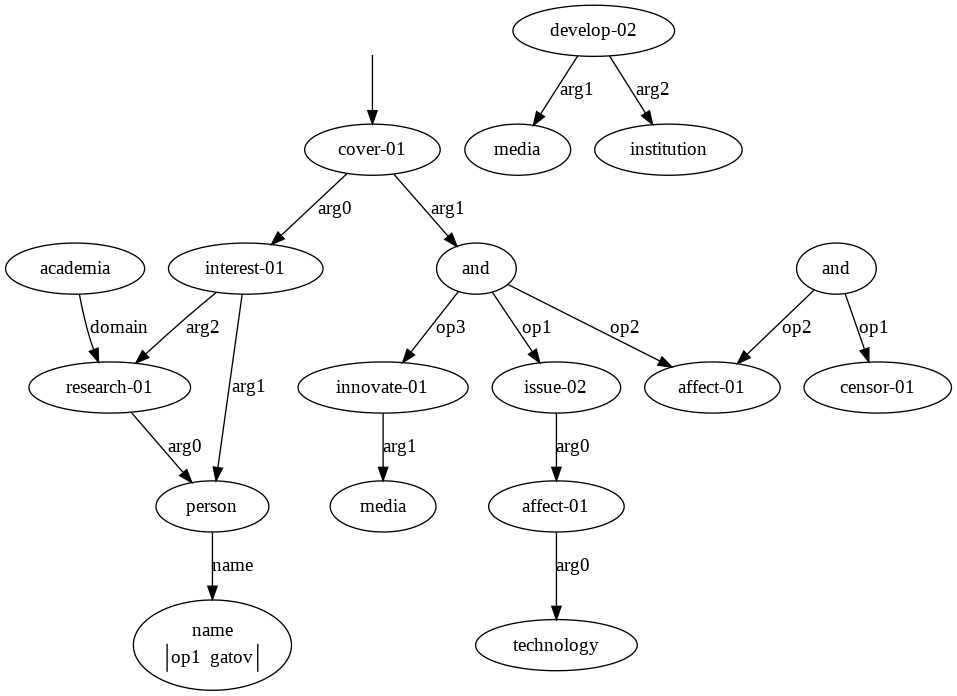 develop-02
arg1
arg2
cover-01
media
institution
arg0
arg1
academia
interest-01
and
and
domain
arg2
op3
op1
op2
op2
op1
arg1
research-01
innovate-01
issue-02
affect-01
censor-01
arg0
arg1
arg0
person
media
affect-01
name
arg0
name
op1 gatov
technology